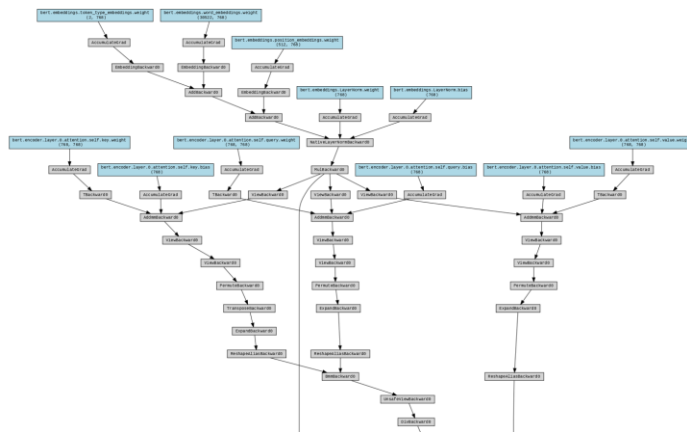 bert.embeddings.token_type_embeddings.weight
(2, 768)
bert.embeddings.word_embeddings.weight
768)
bert.embeddings.position_embeddings.weight
(512, 768)
AccumulateGrad
AccumulateGrad
EmbeddingBackward0
EmbeddingBackward0
AccumulateGrad
AddBackward0
EmbeddingBackward0
bert.embeddings.LayerNorm.weight
(768)
bert.embeddings.LayerNorm.bias
(768)
AddBackward0
AccumulateGrad
AccumulateGrad
NativeLayerNormBackward0
bert.encoder.layer.0.attention.self.key.weight
(768, 768)
bert.encoder.layer.0.attention.self.query.weight
(768, 768)
bert.encoder.layer.0.attention.self.value.weig
(768, 768)
AccumulateGrad
bert.encoder.layer.0.attention.self.key.bias
(768)
AccumulateGrad
MulBackward0
bert.encoder.layer.0.attention.self.query.bias
(768)
bert.encoder.layer.0.attention.self.value.bias
(768)
AccumulateGrad
TBackward0
AccumulateGrad
TBackward0
ViewBackward0
ViewBackward0
ViewBackward0
AccumulateGrad
AccumulateGrad
TBackward0
AddmmBackward0
AddmmBackward0
AddmmBackward0
ViewBackward0
ViewBackward0
ViewBackward0
ViewBackward0
ViewBackward0
ViewBackward0
PermuteBackward0
PermuteBackward0
PermuteBackward0
TransposeBackward0
ExpandBackward0
ExpandBackward0
ExpandBackward0
ReshapeAliasBackward0
ReshapeAliasBackward0
BmmBackward0
ReshapeAliasBackward0
UnsafeViewBackward0
DivBackward0